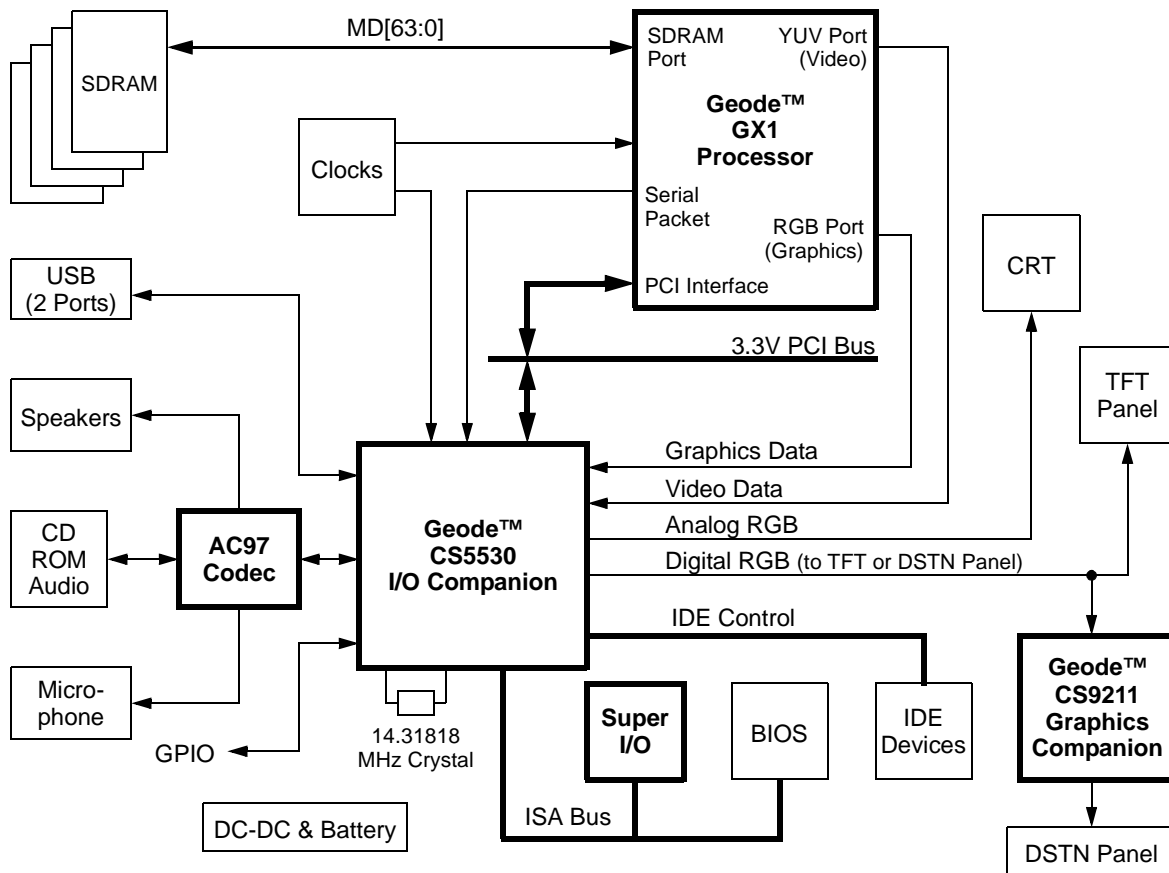 MD[63:0]
SDRAM
SDRAM
Port
YUV Port
(Video)
Geode™
GX1
Processor
Clocks
Serial
Packet
RGB Port
(Graphics)
PCI Interface
CRT
USB
(2 Ports)
3.3V PCI Bus
TFT
Panel
Speakers
Graphics Data
Video Data
Analog RGB
Digital RGB (to TFT or DSTN Panel)
CD
ROM
Audio
AC97
Codec
Geode™
CS5530
I/O Companion
IDE Control
Micro-
phone
GPIO
14.31818
MHz Crystal
Super
I/O
BIOS
IDE
Devices
Geode™
CS9211
Graphics
Companion
ISA Bus
DC-DC & Battery
DSTN Panel